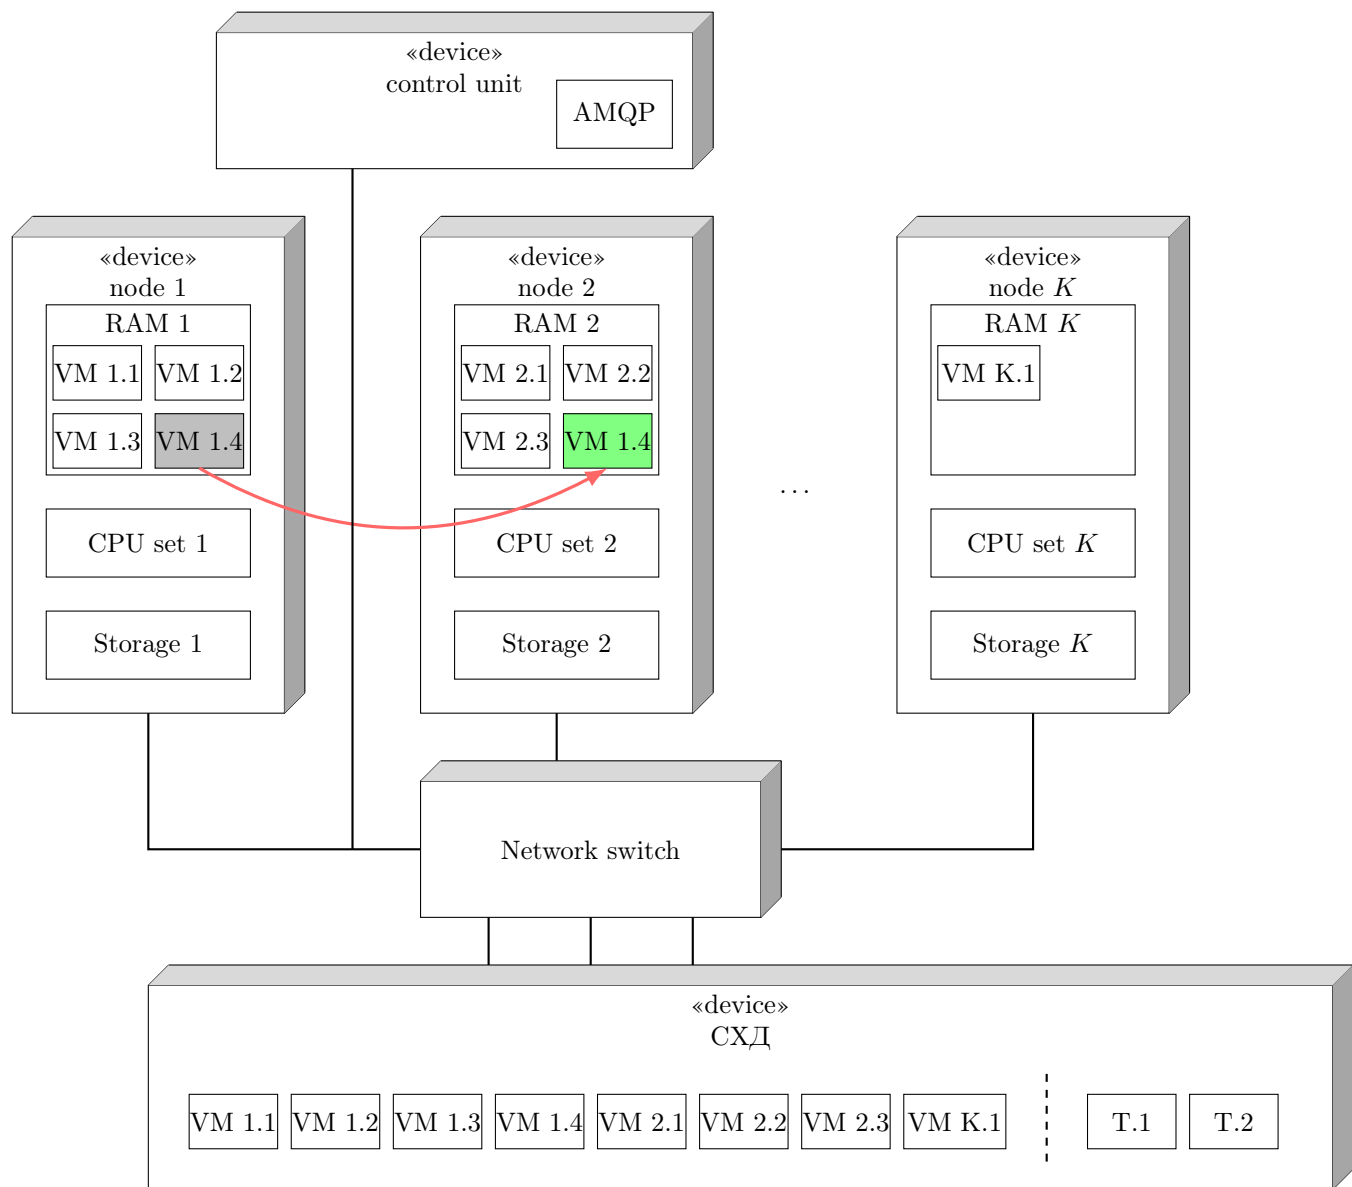 «device»
control unit
AMQP
«device»
node 1
RAM 1
VM 1.1 VM 1.2
VM 1.3 VM 1.4
CPU set 1
Storage 1
«device»
node 2
RAM 2
VM 2.1 VM 2.2
VM 2.3 VM 1.4
CPU set 2
Storage 2
...
«device»
node K
RAM K
VM K.1
CPU set K
Storage K
Network switch
«device»
СХД
VM 1.1 VM 1.2 VM 1.3 VM 1.4 VM 2.1 VM 2.2 VM 2.3 VM K.1 T.1 T.2